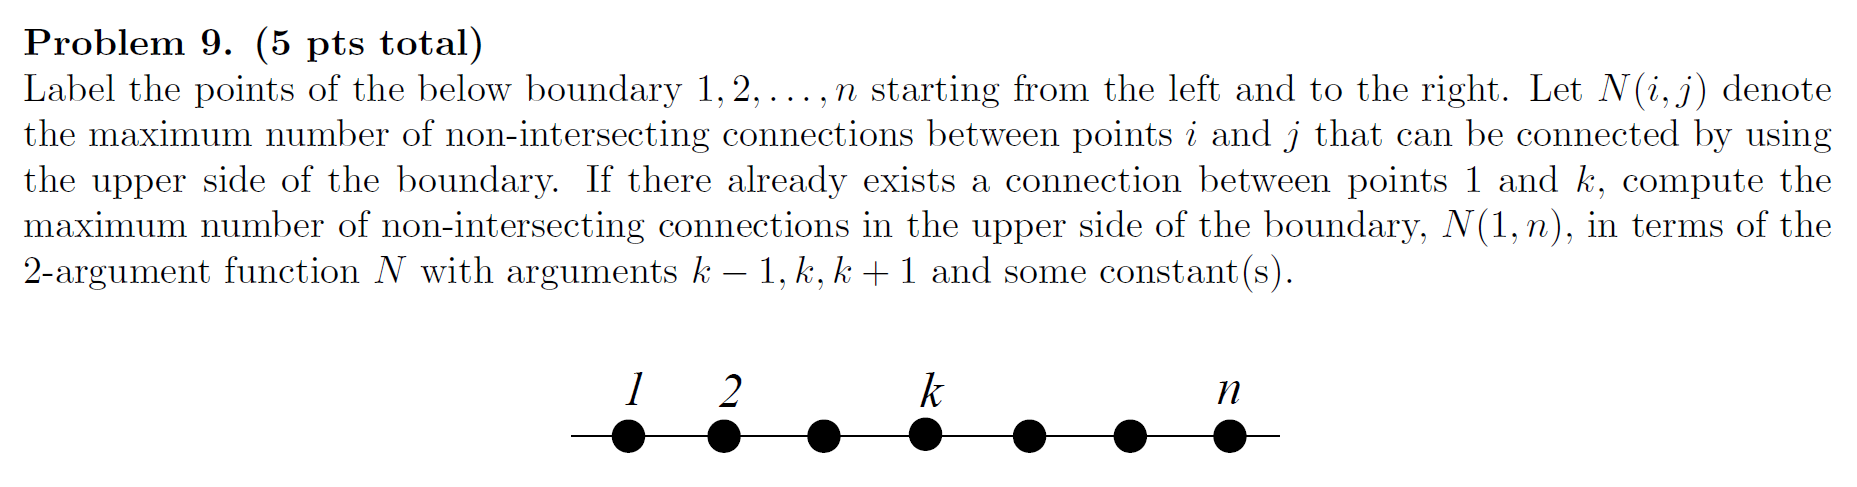 Problem 9. (5 pts total)
Label the points of the below boundary 1, 2, . . . , n starting from the left and to the right. Let N(i, j) denote
the maximum number of non-intersecting connections between points i and j that can be connected by using
the upper side of the boundary. If there already exists a connection between points 1 and k, compute the
maximum number of non-intersecting connections in the upper side of the boundary, N(1, n), in terms of the
2-argument function N with arguments k − 1, k, k + 1 and some constant(s).
1 2 k n